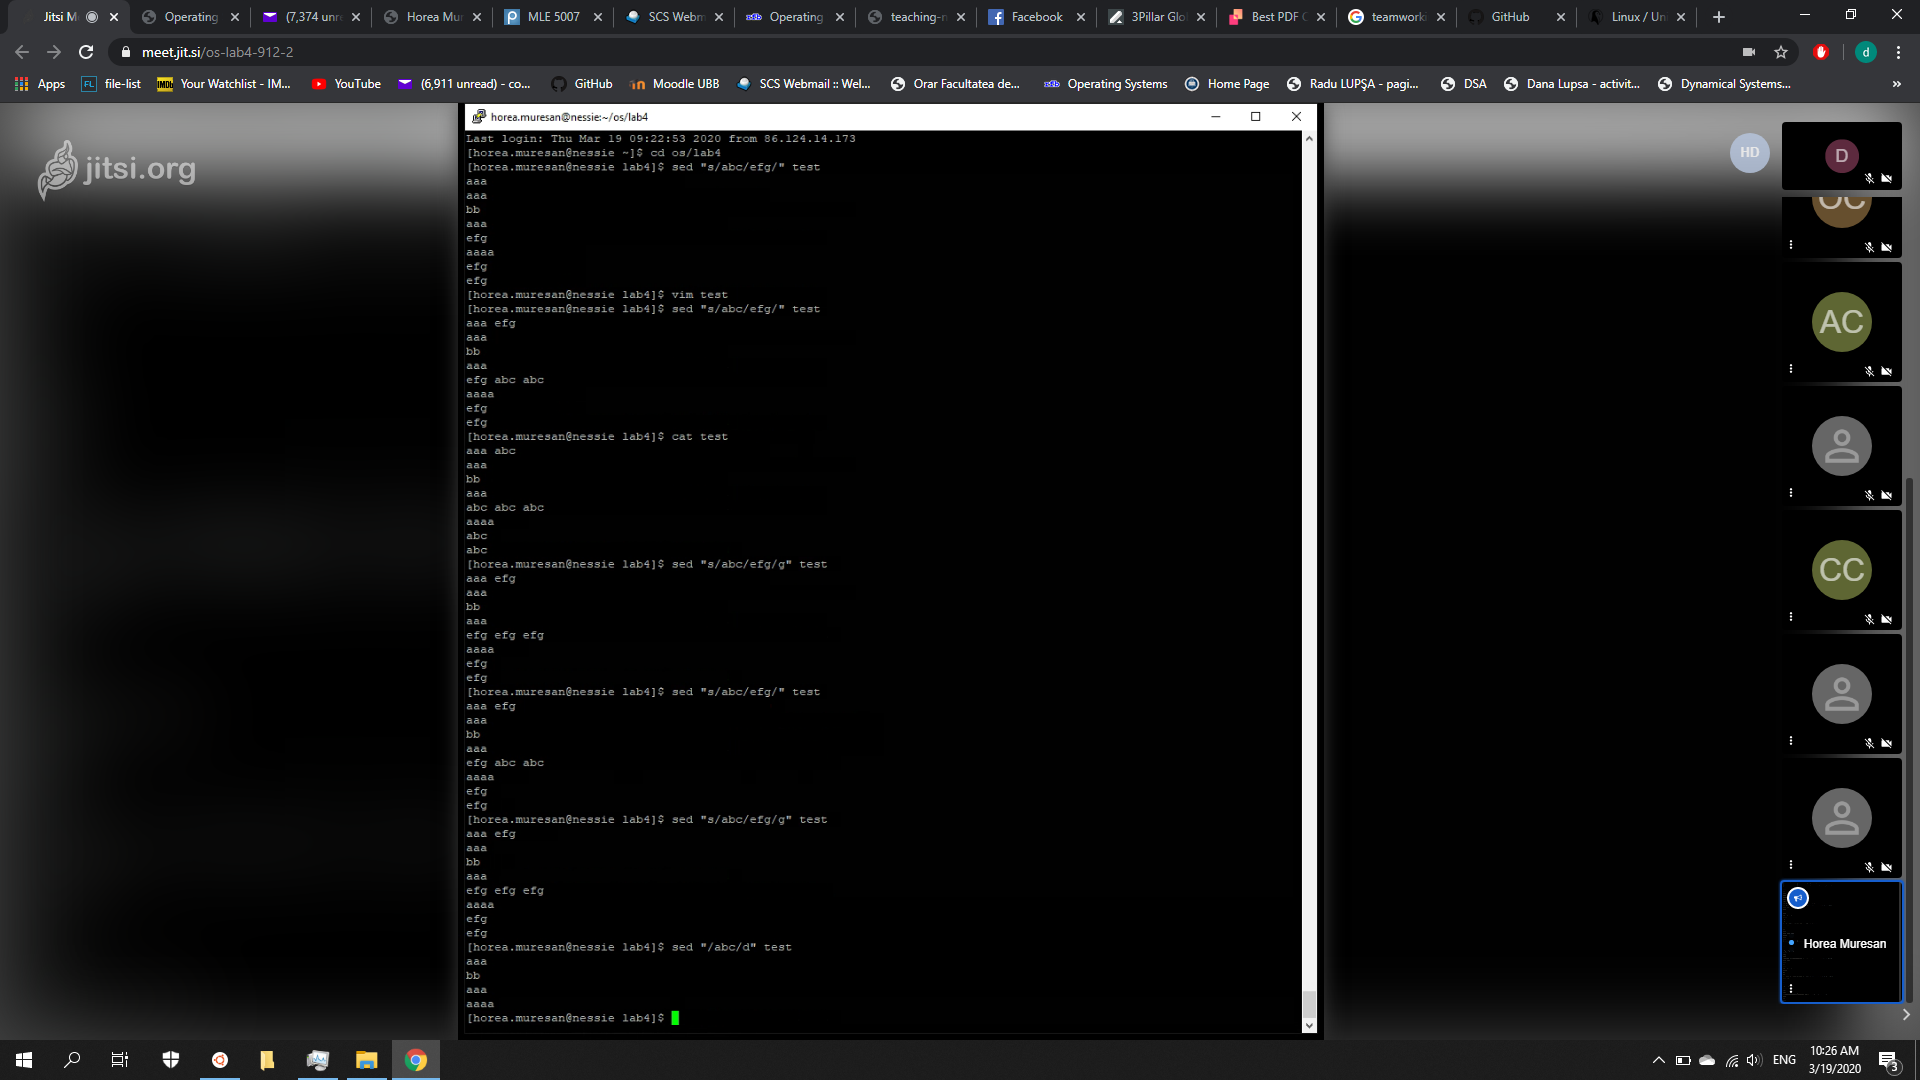 Jitsi M
Operating
(7,374 unr
Horea Mur
MLE 5007
SCS Webm
Operating
teaching-n
Facebook
3Pillar Glo
Best PDF C
teamwork
GitHub
Linux / Un
meet.jit.si/os-lab4-912-2
d
Apps
FL file-list
IMDb Your Watchlist - IM...
YouTube
(6,911 unread) - co...
GitHub
Moodle UBB
SCS Webmail :: Wel...
Orar Facultatea de...
Operating Systems
Home Page
Radu LUPŞA - pagi...
DSA
Dana Lupsa - activit...
Dynamical Systems...
»
jitsi.org
horea.muresan@nessie:~/os/lab4
Last login: Thu Mar 19 09:22:53 2020 from 86.124.14.173
[horea.muresan@nessie ~]$ cd os/lab4
[horea.muresan@nessie lab4]$ sed "s/abc/efg/" test
aaa
aaa
bb
aaa
efg
aaaa
efg
efg
[horea.muresan@nessie lab4]$ vim test
[horea.muresan@nessie lab4]$ sed "s/abc/efg/" test
aaa efg
aaa
bb
aaa
efg abc abc
aaaa
efg
efg
[horea.muresan@nessie lab4]$ cat test
aaa abc
aaa
bb
aaa
abc abc abc
aaaa
abc
abc
[horea.muresan@nessie lab4]$ sed "s/abc/efg/g" test
aaa efg
aaa
bb
aaa
efg efg efg
aaaa
efg
efg
[horea.muresan@nessie lab4]$ sed "s/abc/efg/" test
aaa efg
aaa
bb
aaa
efg abc abc
aaaa
efg
efg
[horea.muresan@nessie lab4]$ sed "s/abc/efg/g" test
aaa efg
aaa
bb
aaa
efg efg efg
aaaa
efg
efg
[horea.muresan@nessie lab4]$ sed "/abc/d" test
aaa
bb
aaa
aaaa
[horea.muresan@nessie lab4]$
HD
D
OC
AC
CC
Horea Muresan
ENG
10:26 AM
3/19/2020
3